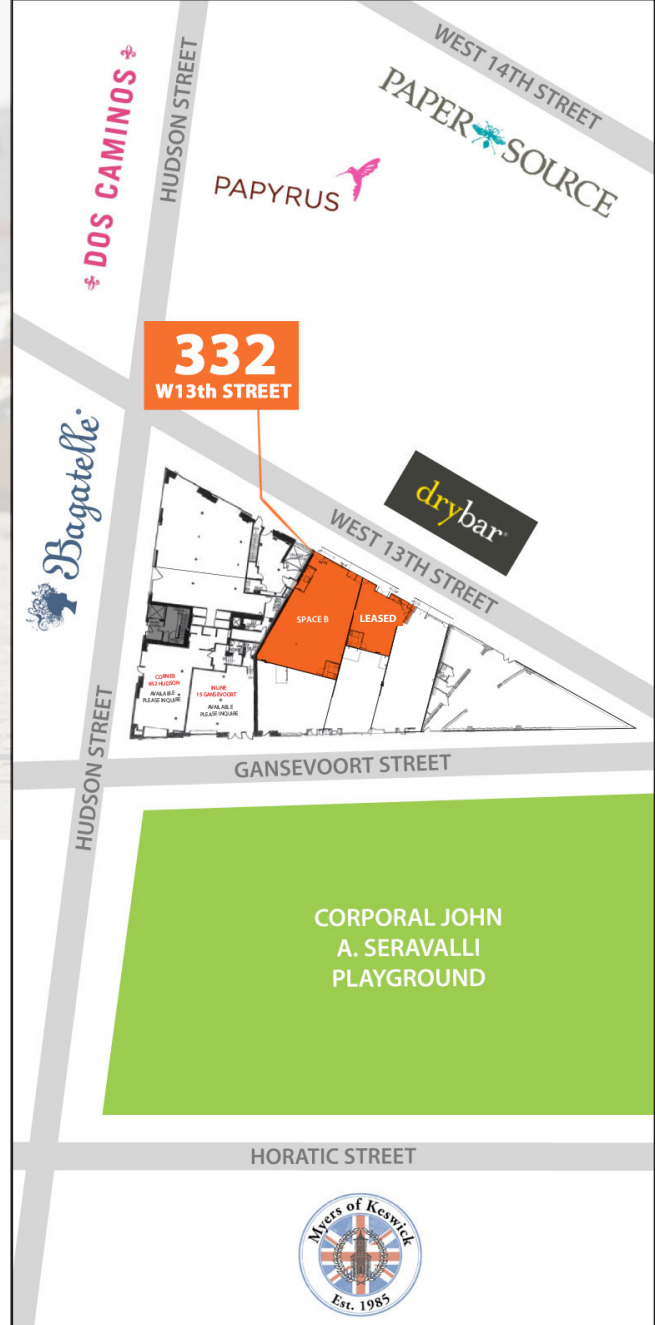 WEST 14TH STREET
HUDSON STREET
DOS CAMINOS
PAPER SOURCE
PAPYRUS
332
W13th STREET
Bagatelle
drybar
WEST 13TH STREET
SPACE B
LEASED
CORNER
652 HUDSON
AVAILABLE
PLEASE INQUIRE
INLINE
15 GANSEVOORT
AVAILABLE
PLEASE INQUIRE
HUDSON STREET
GANSEVOORT STREET
CORPORAL JOHN
A. SERAVALLI
PLAYGROUND
HORATIC STREET
Myers of Keswick
Est. 1985